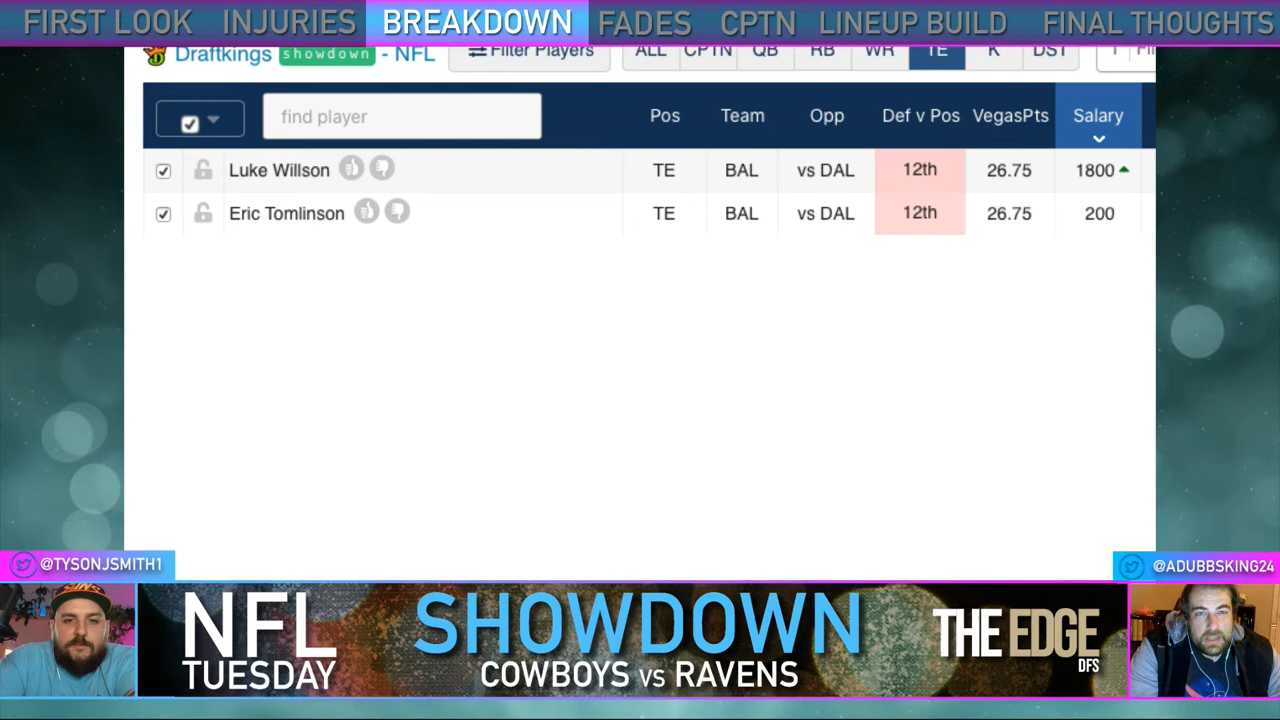 FIRST LOOK INJURIES BREAKDOWN FADES CPTN LINEUP BUILD FINAL THOUGHTS
Draftkings showdown - NFL Filter Players ALL CPTN QB RB WR TE K DST
find player Pos Team Opp Def v Pos VegasPts Salary
Luke Willson TE BAL vs DAL 12th 26.75 1800
Eric Tomlinson TE BAL vs DAL 12th 26.75 200
@TYSONJSMITH1 @ADUBBSKING24
NFL SHOWDOWN THE EDGE
TUESDAY COWBOYS vs RAVENS DFS